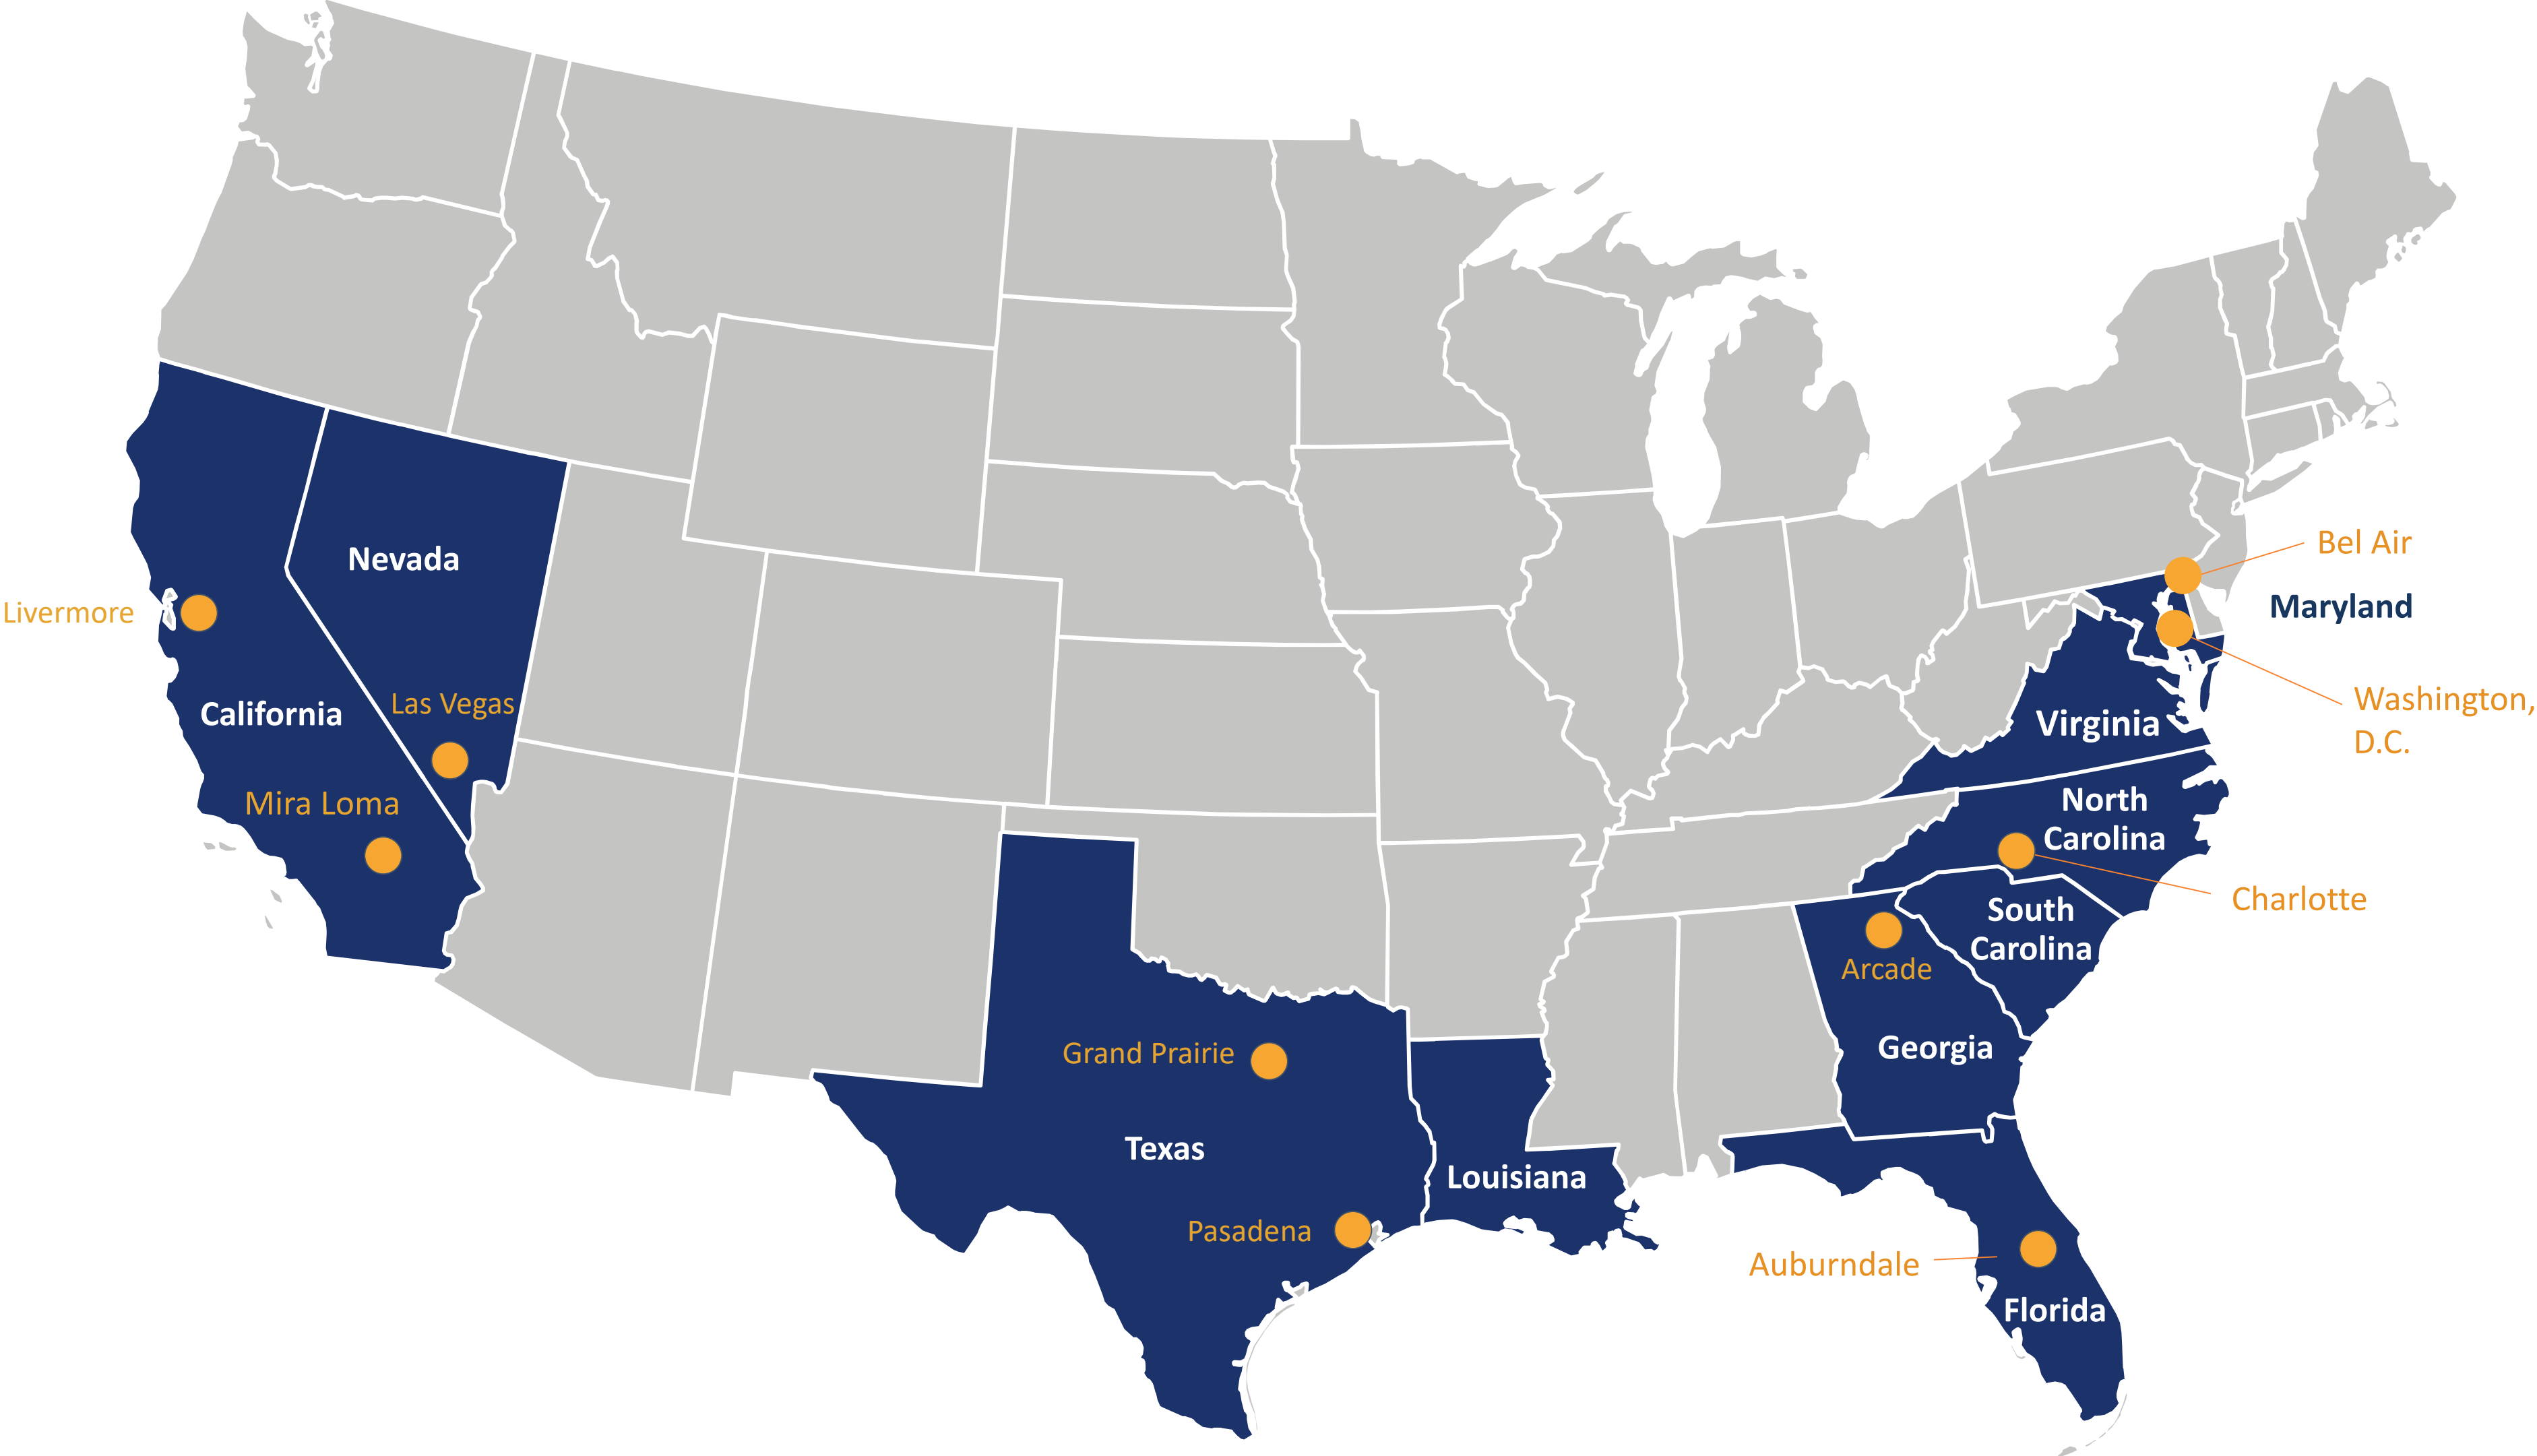 Bel Air
Nevada
Maryland
Livermore
Las Vegas
California
Washington,
D.C.
Virginia
Mira Loma
North
Carolina
Charlotte
South
Carolina
Arcade
Georgia
Grand Prairie
Texas
Louisiana
Pasadena
Auburndale
Florida